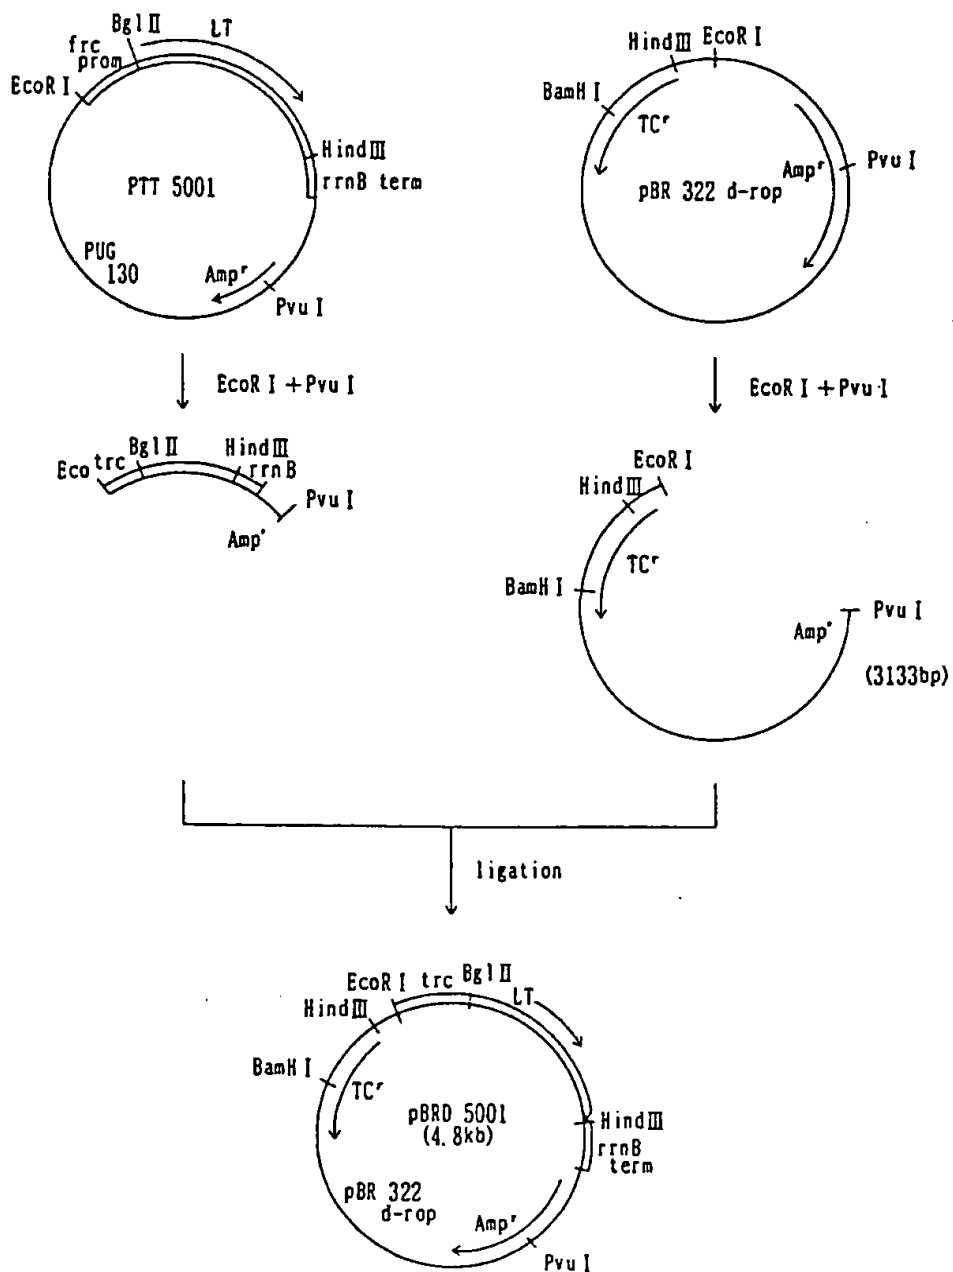 Bgl II
LT
frc
prom
EcoR I
Hind III
rrnB term
PTT 5001
PUG
130
Amp r
Pvu I
Hind III
EcoR I
BamH I
TC r
Amp r
Pvu I
pBR 322 d-rop
EcoR I + Pvu I
EcoR I + Pvu I
Eco
trc
Bgl II
Hind III
rrnB
Pvu I
Amp'
EcoR I
Hind III
TC r
BamH I
Amp'
Pvu I
(3133bp)
ligation
EcoR I
trc
Bgl II
LT
Hind III
BamH I
TC r
pBRD 5001
(4.8kb)
Hind III
rrnB
term
pBR 322
d-rop
Amp r
Pvu I